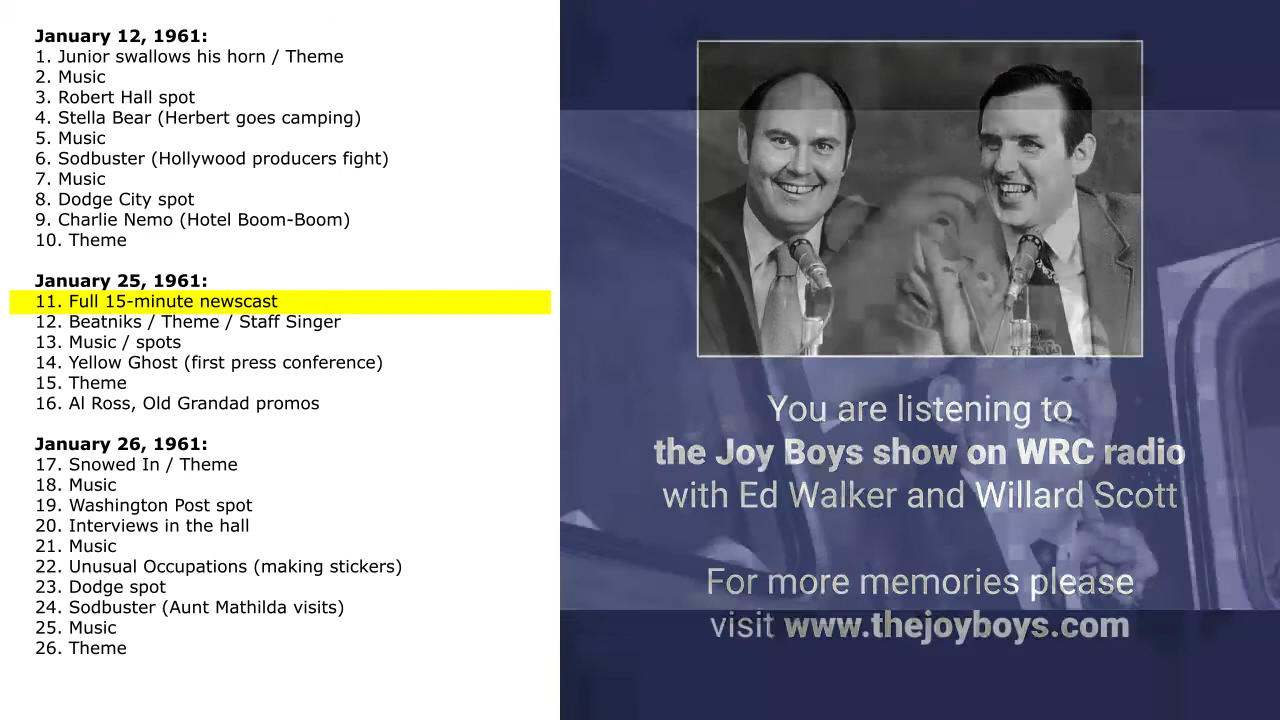 January 12, 1961:
1. Junior swallows his horn / Theme
2. Music
3. Robert Hall spot
4. Stella Bear (Herbert goes camping)
5. Music
6. Sodbuster (Hollywood producers fight)
7. Music
8. Dodge City spot
9. Charlie Nemo (Hotel Boom-Boom)
10. Theme
January 25, 1961:
11. Full 15-minute newscast
12. Beatniks / Theme / Staff Singer
13. Music / spots
14. Yellow Ghost (first press conference)
15. Theme
16. Al Ross, Old Grandad promos
January 26, 1961:
17. Snowed In / Theme
18. Music
19. Washington Post spot
20. Interviews in the hall
21. Music
22. Unusual Occupations (making stickers)
23. Dodge spot
24. Sodbuster (Aunt Mathilda visits)
25. Music
26. Theme
You are listening to
the Joy Boys show on WRC radio
with Ed Walker and Willard Scott
For more memories please
visit www.thejoyboys.com